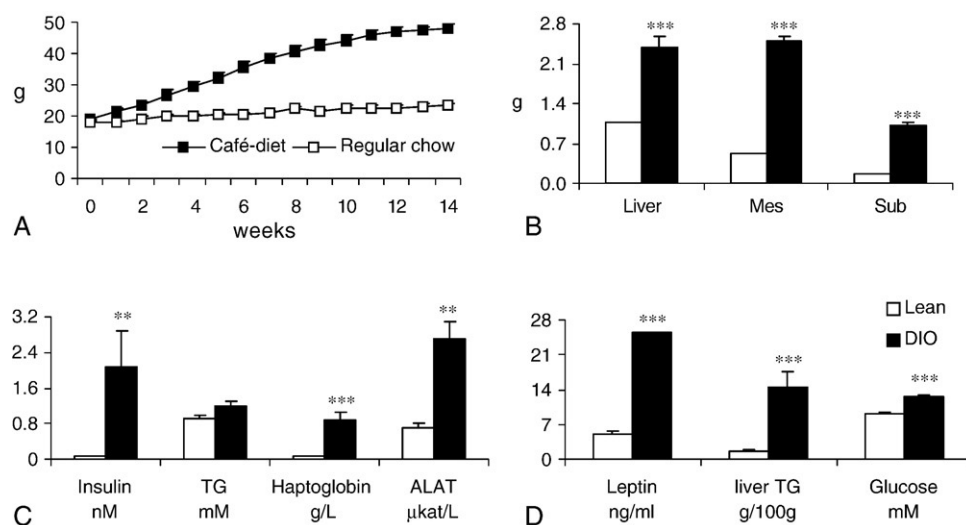 50
40
g
30
20
10
0
Café-diet
Regular chow
0 2 4 6 8 10 12 14
weeks
A
2.8
2.1
g
1.4
0.7
0.0
***
***
***
Liver Mes Sub
B
3.2
2.4
1.6
0.8
0
**
***
**
Insulin TG Haptoglobin ALAT
nM mM g/L µkat/L
C
28
21
14
7
0
***
***
***
Lean
DIO
Leptin liver TG Glucose
ng/ml g/100g mM
D